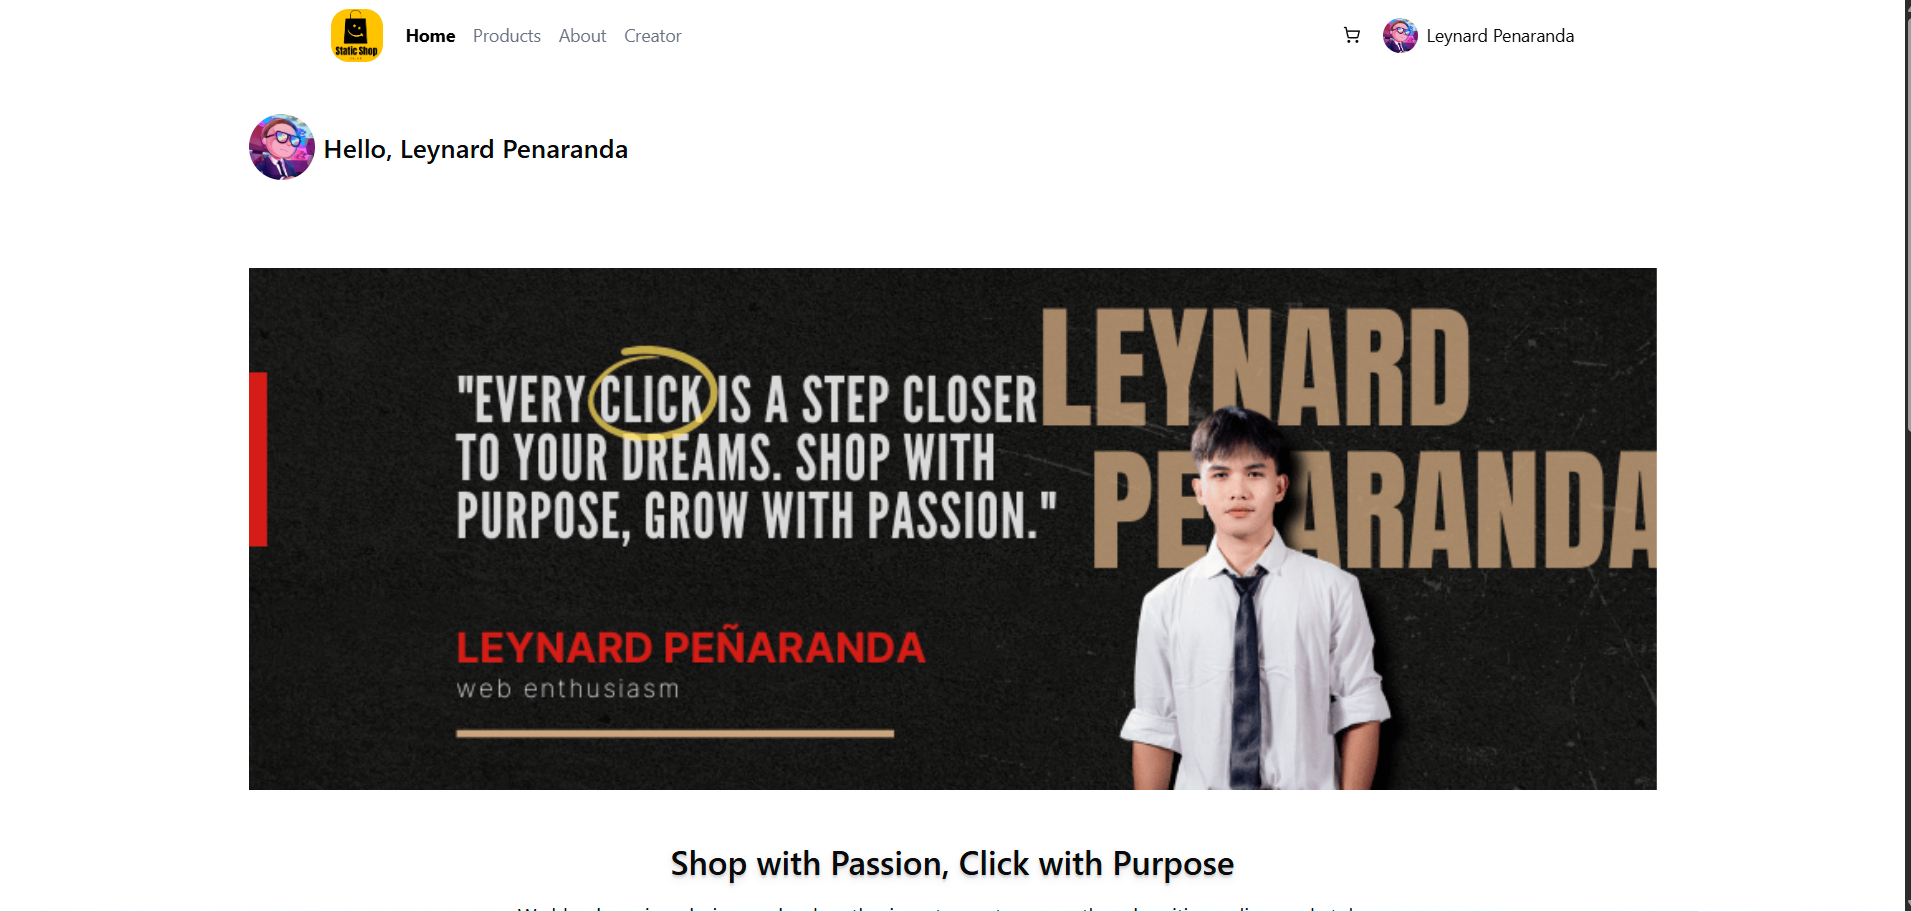 Static Shop
Home Products About Creator
Leynard Penaranda
Hello, Leynard Penaranda
LEYNARD
PEÑARANDA
"EVERY CLICK IS A STEP CLOSER
TO YOUR DREAMS. SHOP WITH
PURPOSE, GROW WITH PASSION."
LEYNARD PEÑARANDA
web enthusiasm
Shop with Passion, Click with Purpose